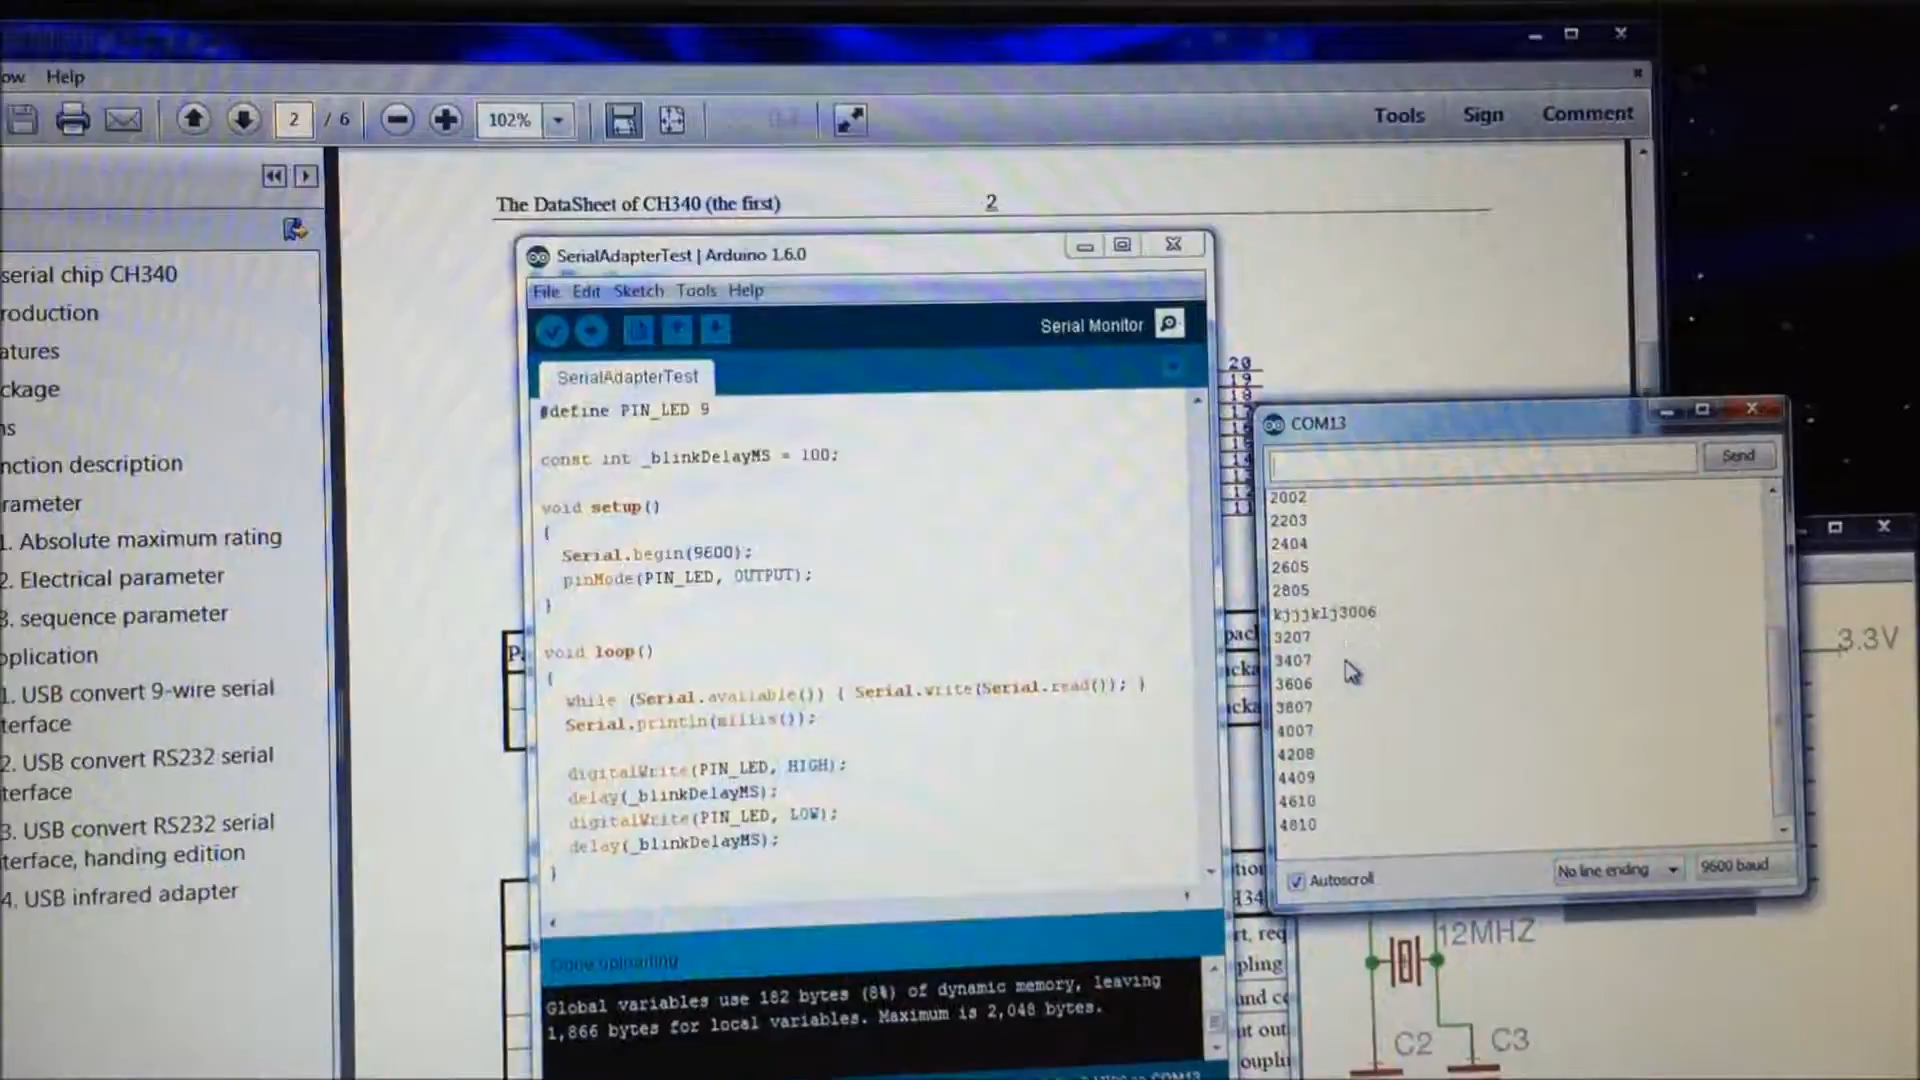 ow Help
2 / 6
102%
Tools Sign Comment
serial chip CH340
roduction
atures
ckage
ns
nction description
rameter
1. Absolute maximum rating
2. Electrical parameter
3. sequence parameter
pplication
1. USB convert 9-wire serial
terface
2. USB convert RS232 serial
terface
3. USB convert RS232 serial
terface, handing edition
4. USB infrared adapter
The DataSheet of CH340 (the first) 2
SerialAdapterTest | Arduino 1.6.0
File Edit Sketch Tools Help
Serial Monitor
SerialAdapterTest
#define PIN_LED 9
const int _blinkDelayMS = 100;
void setup()
{
Serial.begin(9600);
pinMode(PIN_LED, OUTPUT);
}
void loop()
{
while (Serial.available()) { Serial.write(Serial.read()); }
Serial.println(millis());
digitalWrite(PIN_LED, HIGH);
delay(_blinkDelayMS);
digitalWrite(PIN_LED, LOW);
delay(_blinkDelayMS);
}
Done uploading
Global variables use 182 bytes (8%) of dynamic memory, leaving
1,866 bytes for local variables. Maximum is 2,048 bytes.
20
19
18
14
11
COM13
Send
2002
2203
2404
2605
2805
kjjjklj3006
3207
3407
3606
3807
4007
4208
4409
4610
4810
Autoscroll
No line ending
9600 baud
3.3V
12MHZ
C2 C3